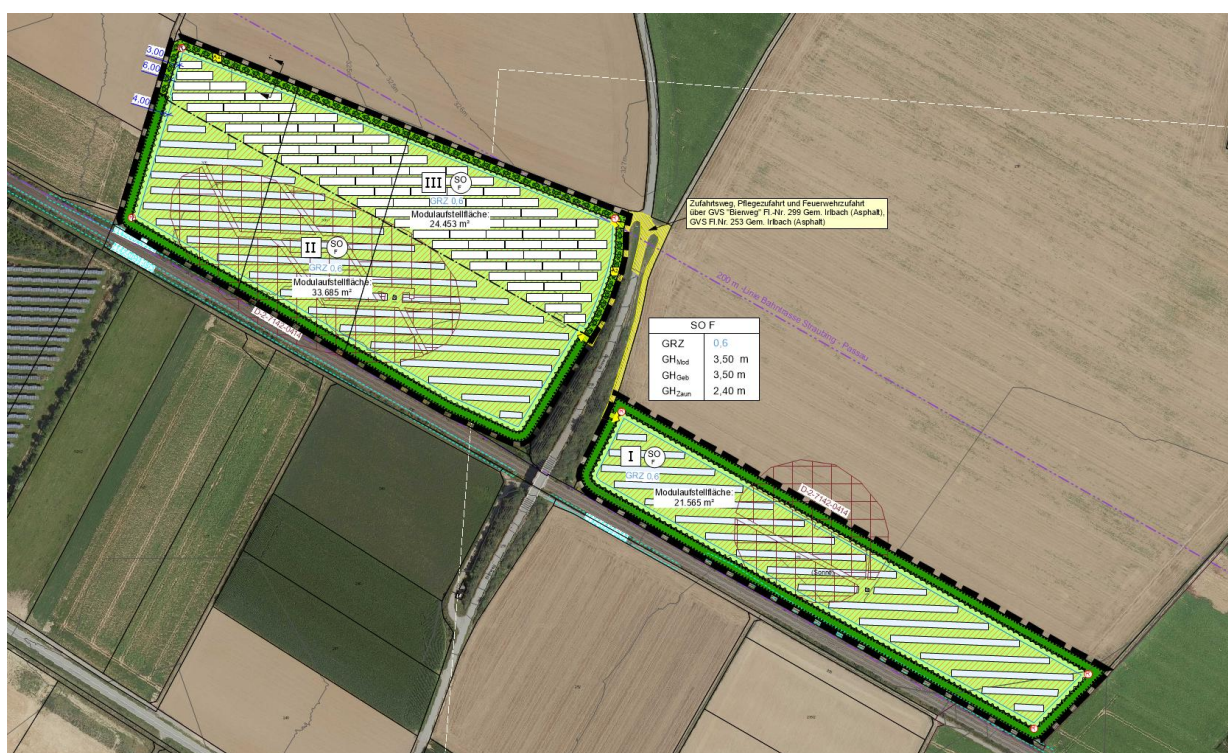 3,00
6,00
4,00
III
SO
F
GRZ 0,6
Modulaufstellfläche:
24.453 m²
II
SO
F
GRZ 0,6
Modulaufstellfläche:
33.685 m²
D-2-7142-0414
Zufahrtsweg, Pflegezufahrt und Feuerwehrzufahrt
über GVS "Bierweg" Fl.-Nr. 299 Gem. Irlbach (Asphalt),
GVS Fl.Nr. 253 Gem. Irlbach (Asphalt)
200 m -Linie Bahntrasse Straubing - Passau
SO F
GRZ 0,6
GHMod 3,50 m
GHGeb 3,50 m
GHZaun 2,40 m
I
SO
F
GRZ 0,6
Modulaufstellfläche:
21.565 m²
D-2-7142-0414